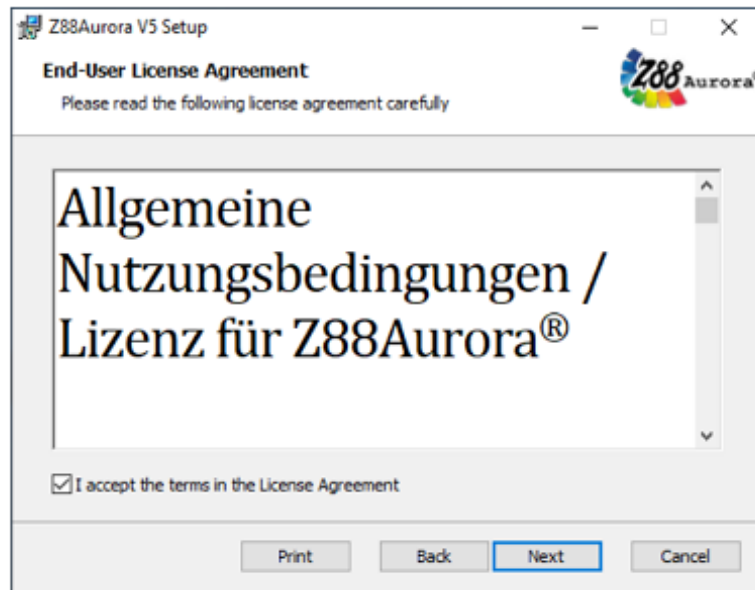 Z88Aurora V5 Setup
End-User License Agreement
Please read the following license agreement carefully
Z88 Aurora®
Allgemeine
Nutzungsbedingungen /
Lizenz für Z88Aurora®
I accept the terms in the License Agreement
Print Back Next Cancel